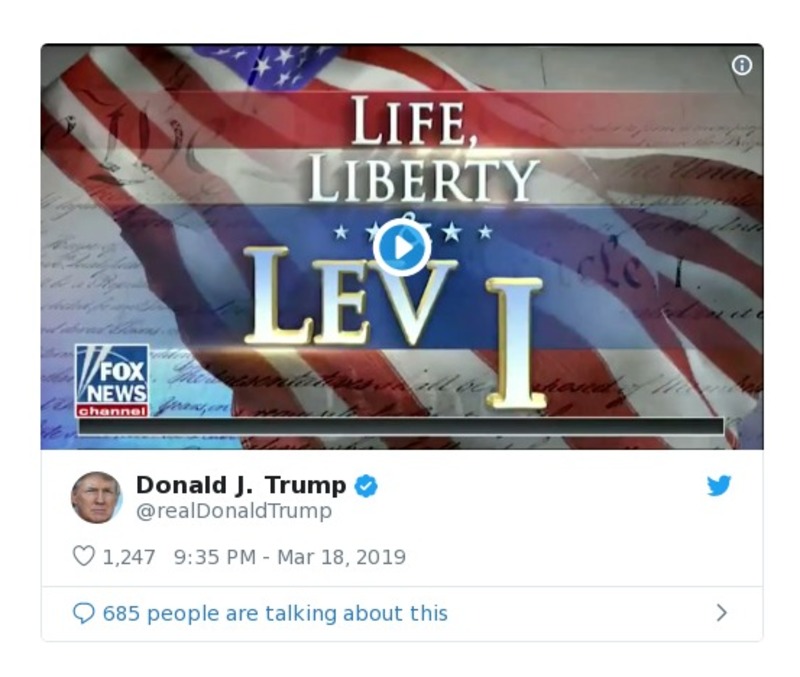 LIFE,
LIBERTY
&
LEV I
FOX
NEWS
channel
Donald J. Trump
@realDonaldTrump
1,247 9:35 PM - Mar 18, 2019
685 people are talking about this